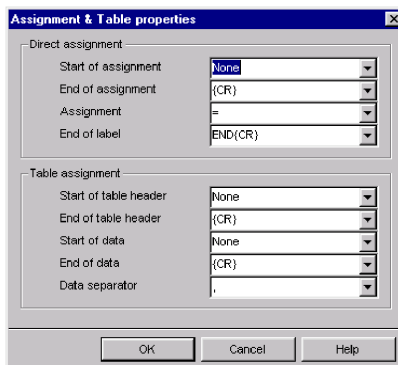 Assignment & Table properties
Direct assignment
Start of assignment None
End of assignment {CR}
Assignment =
End of label END{CR}
Table assignment
Start of table header None
End of table header {CR}
Start of data None
End of data {CR}
Data separator ,
OK Cancel Help